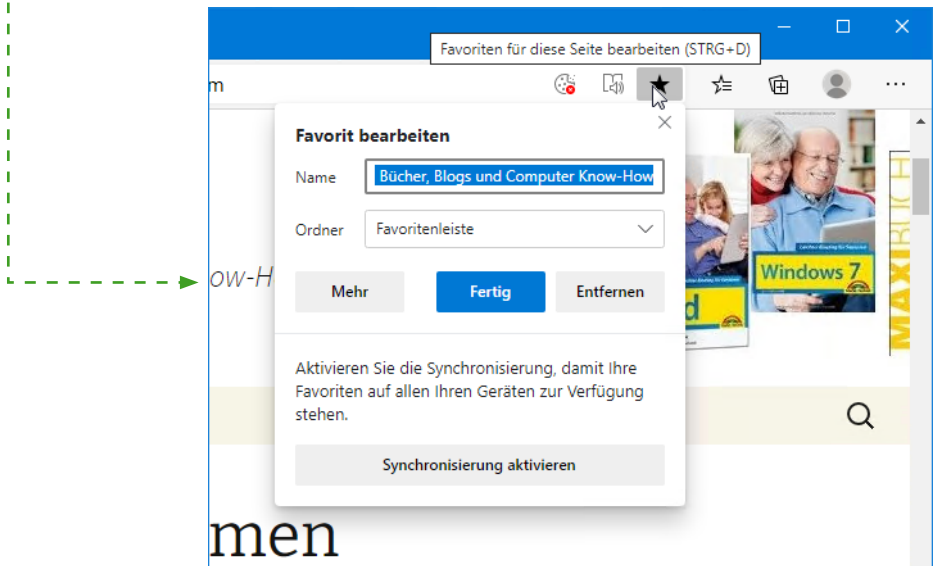 Favoriten für diese Seite bearbeiten (STRG+D)
m
Favorit bearbeiten
Name
Bücher, Blogs und Computer Know-How
Ordner
Favoritenleiste
ow-H
Mehr
Fertig
Entfernen
Windows 7
d
MAXI
Aktivieren Sie die Synchronisierung, damit Ihre
Favoriten auf allen Ihren Geräten zur Verfügung
stehen.
Synchronisierung aktivieren
men